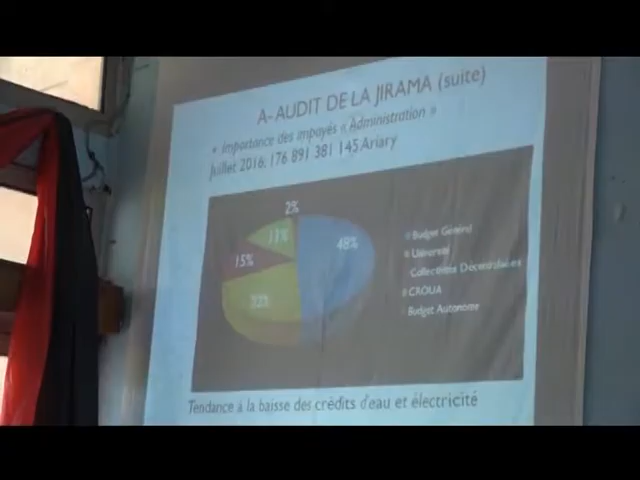 A- AUDIT DE LA JIRAMA (suite)
• Importance des impayés « Administration »
Juillet 2016, 176 891 381 145 Ariary
2%
11%
48%
15%
Budget Général
Université
Collectivités Décentralisées
CROUA
Budget Autonome
Tendance à la baisse des crédits d'eau et électricité